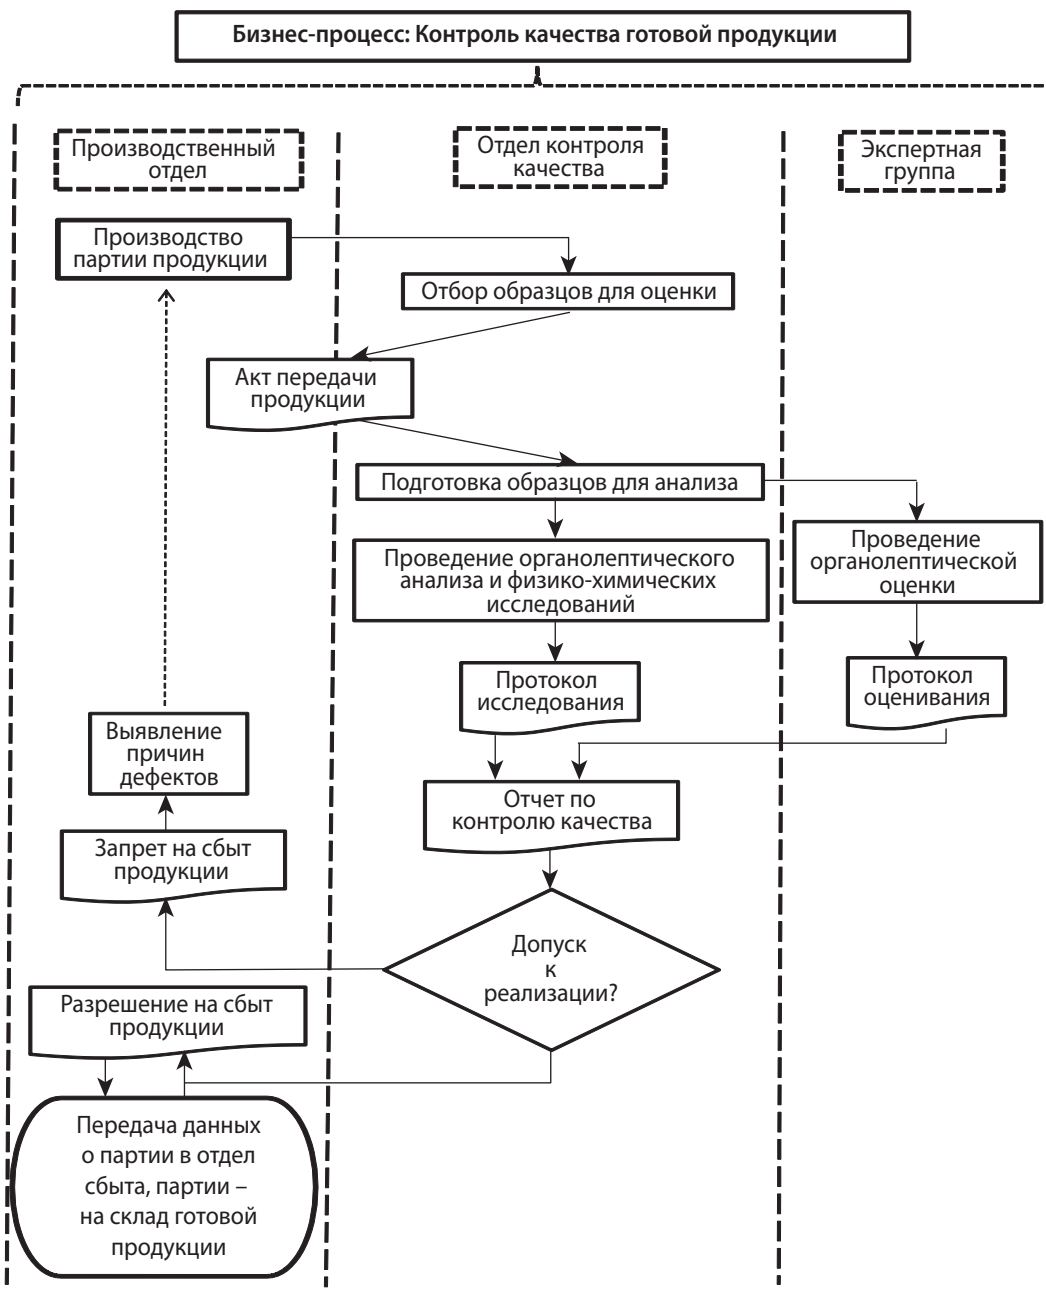 Бизнес-процесс: Контроль качества готовой продукции
Производственный
отдел
Отдел контроля
качества
Экспертная
группа
Производство
партии продукции
Отбор образцов для оценки
Акт передачи
продукции
Подготовка образцов для анализа
Проведение органолептического
анализа и физико-химических
исследований
Проведение
органолептической
оценки
Протокол
исследования
Протокол
оценивания
Выявление
причин
дефектов
Отчет по
контролю качества
Запрет на сбыт
продукции
Допуск
к
реализации?
Разрешение на сбыт
продукции
Передача данных
о партии в отдел
сбыта, партии –
на склад готовой
продукции